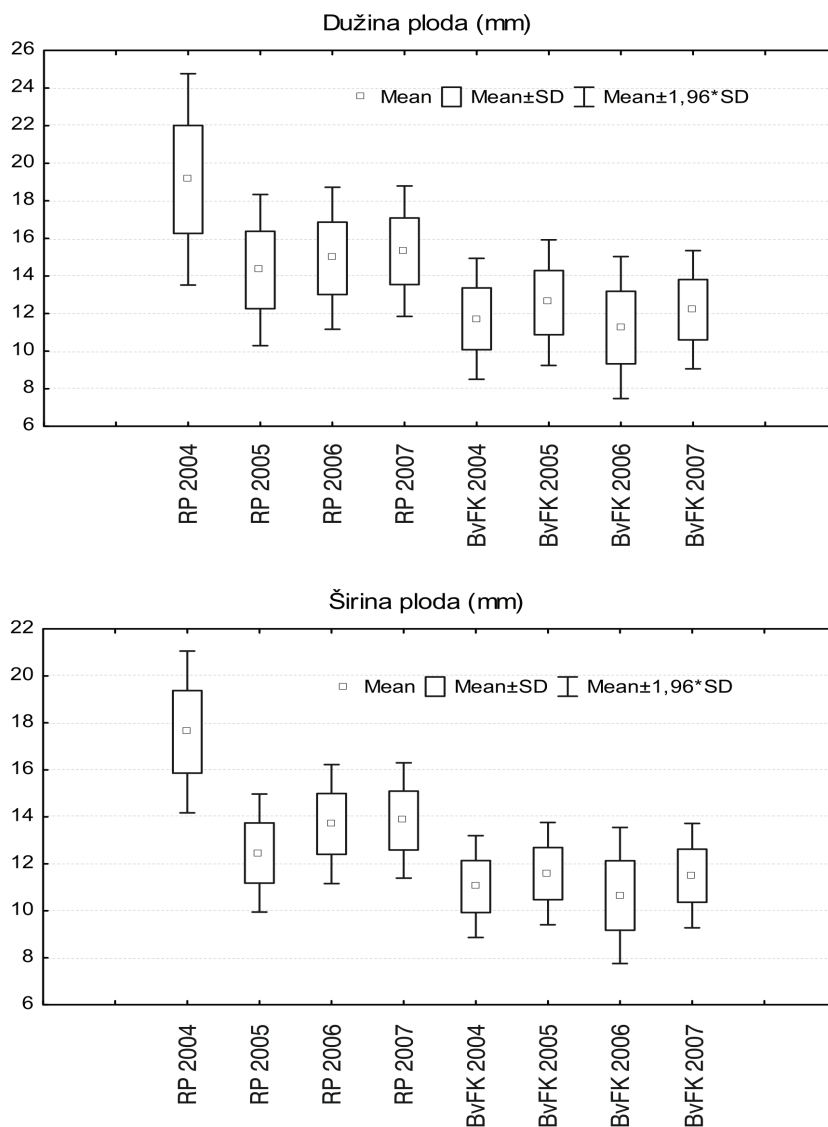 Dužina ploda (mm)
26
24
22
20
18
16
14
12
10
8
6
Mean Mean±SD Mean±1,96*SD
RP 2004
RP 2005
RP 2006
RP 2007
BvFK 2004
BvFK 2005
BvFK 2006
BvFK 2007
Širina ploda (mm)
22
20
18
16
14
12
10
8
6
Mean Mean±SD Mean±1,96*SD
RP 2004
RP 2005
RP 2006
RP 2007
BvFK 2004
BvFK 2005
BvFK 2006
BvFK 2007